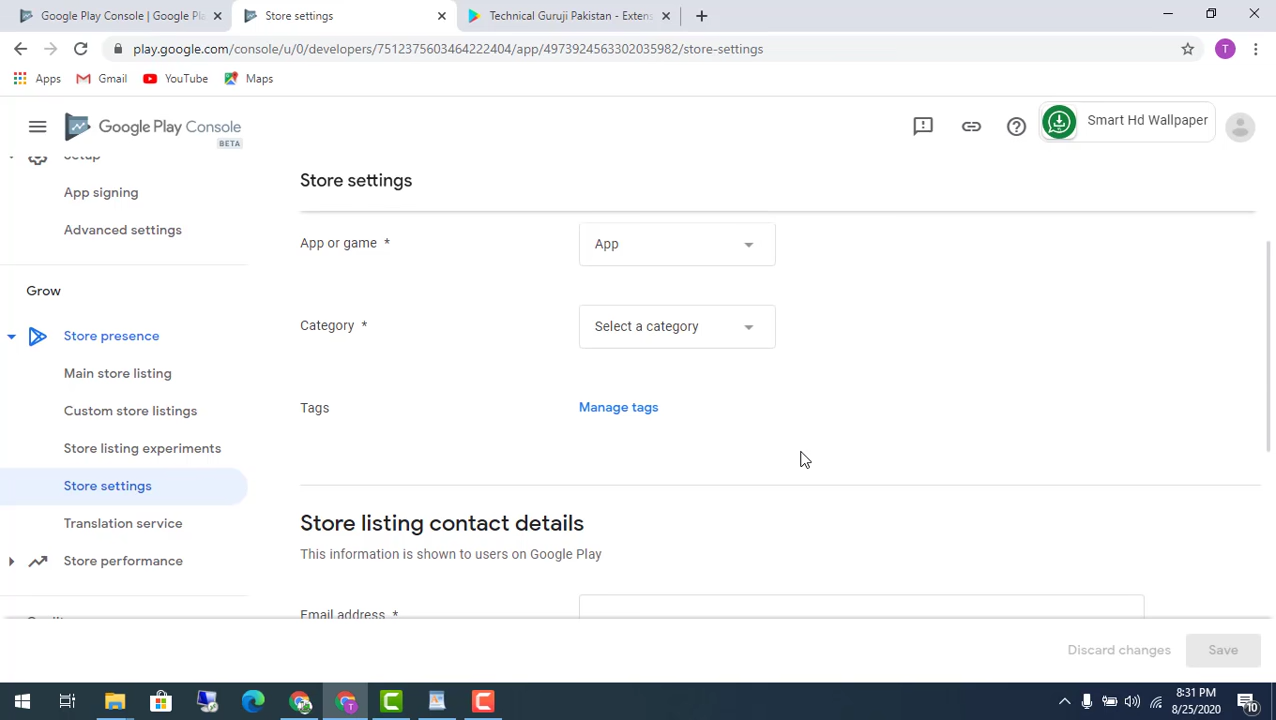 Google Play Console | Google Pla
Store settings
Technical Guruji Pakistan - Exten
play.google.com/console/u/0/developers/7512375603464222404/app/4973924563302035982/store-settings
T
Apps
Gmail
YouTube
Maps
Google Play Console
BETA
Smart Hd Wallpaper
App signing
Advanced settings
Grow
Store presence
Main store listing
Custom store listings
Store listing experiments
Store settings
Translation service
Store performance
Store settings
App or game *
App
Category *
Select a category
Tags
Manage tags
Store listing contact details
This information is shown to users on Google Play
Email address *
Discard changes
Save
8:31 PM
8/25/2020
10